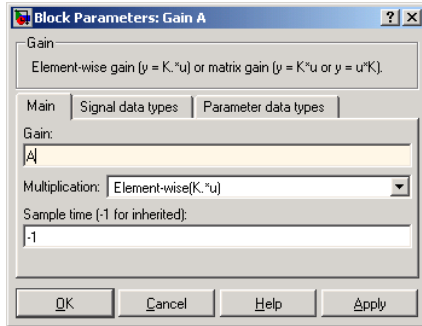 Block Parameters: Gain A
Gain
Element-wise gain (y = K.*u) or matrix gain (y = K*u or y = u*K).
Main Signal data types Parameter data types
Gain:
A
Multiplication: Element-wise(K.*u)
Sample time (-1 for inherited):
-1
OK Cancel Help Apply